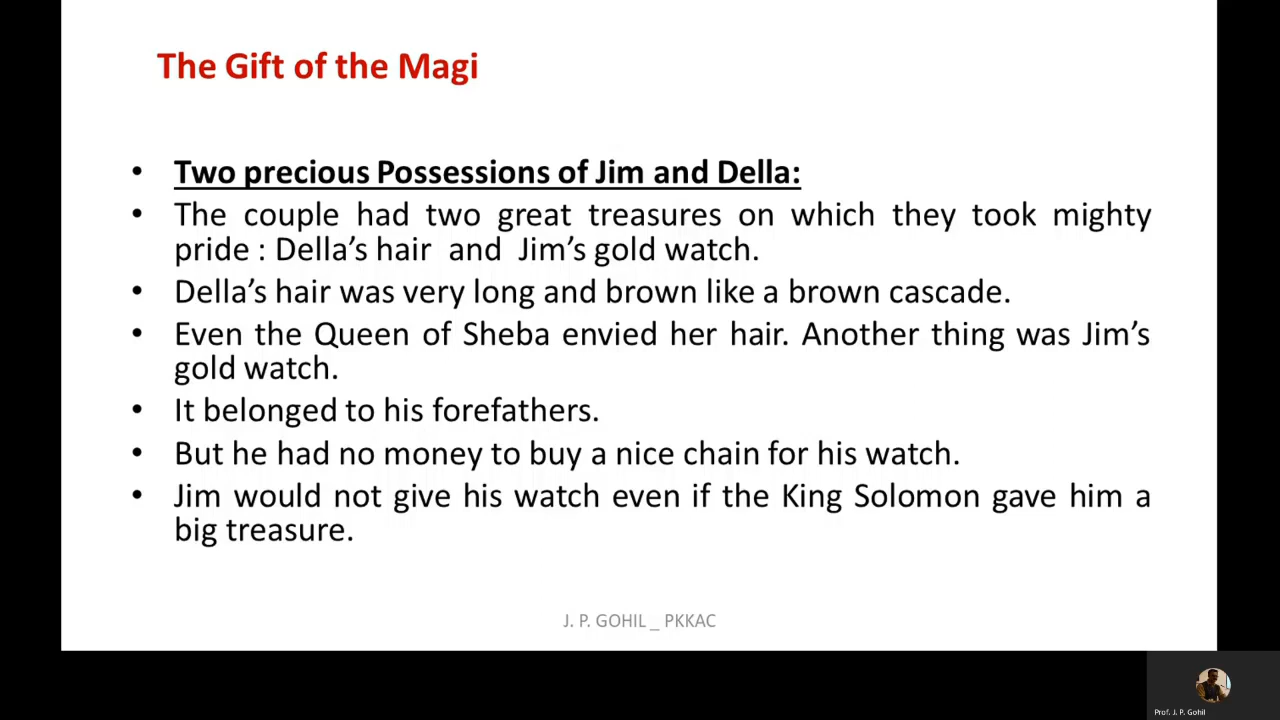 The Gift of the Magi
• Two precious Possessions of Jim and Della:
• The couple had two great treasures on which they took mighty
pride : Della’s hair and Jim’s gold watch.
• Della’s hair was very long and brown like a brown cascade.
• Even the Queen of Sheba envied her hair. Another thing was Jim’s
gold watch.
• It belonged to his forefathers.
• But he had no money to buy a nice chain for his watch.
• Jim would not give his watch even if the King Solomon gave him a
big treasure.
J. P. GOHIL _ PKKAC
Prof. J. P. Gohil